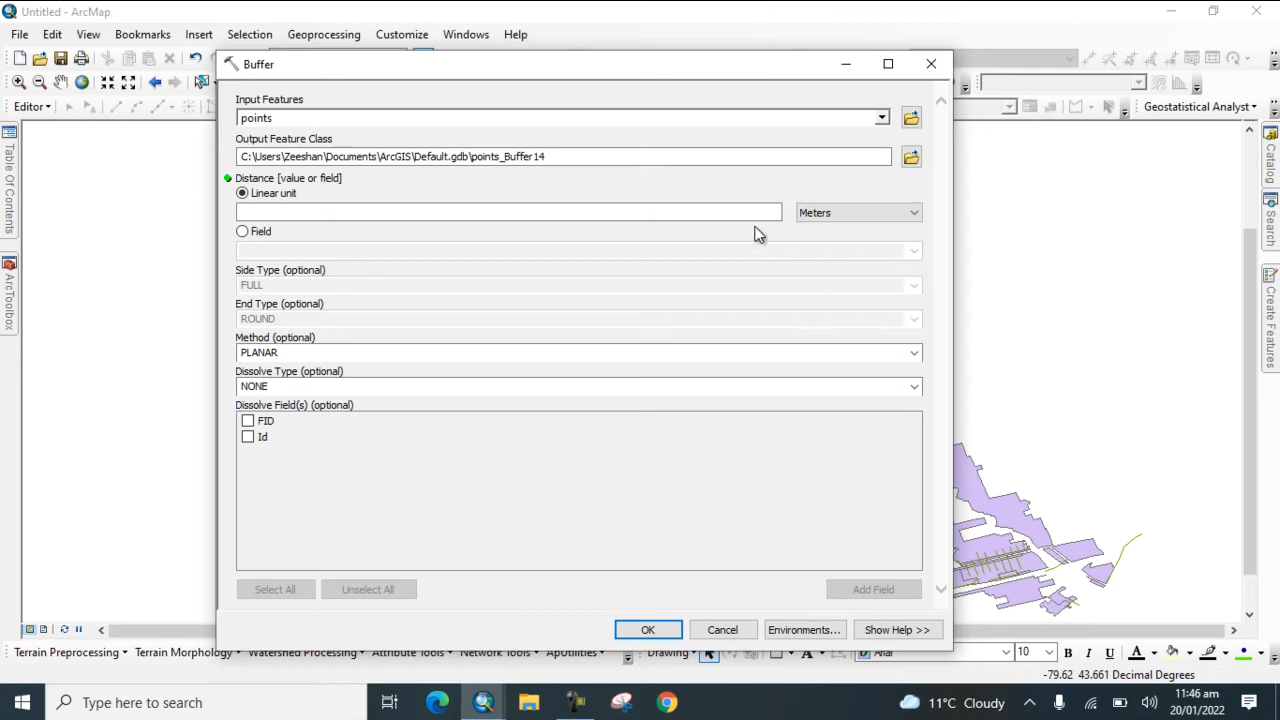 Untitled - ArcMap
File Edit View Bookmarks Insert Selection Geoprocessing Customize Windows Help
Buffer
Editor
Geostatistical Analyst
Input Features
points
Output Feature Class
C:\Users\Zeeshan\Documents\ArcGIS\Default.gdb\points_Buffer14
Distance [value or field]
Linear unit
Meters
Field
Side Type (optional)
FULL
End Type (optional)
ROUND
Method (optional)
PLANAR
Dissolve Type (optional)
NONE
Dissolve Field(s) (optional)
FID
Id
Select All Unselect All Add Field
OK Cancel Environments... Show Help >>
Table Of Contents
ArcToolbox
Catalog
Search
Create Features
Terrain Preprocessing Terrain Morphology Watershed Processing Attribute Tools Network Tools ApUtilities Drawing A Arial 10 B I U A
-79.62 43.661 Decimal Degrees
Type here to search
11°C Cloudy
11:46 am
20/01/2022